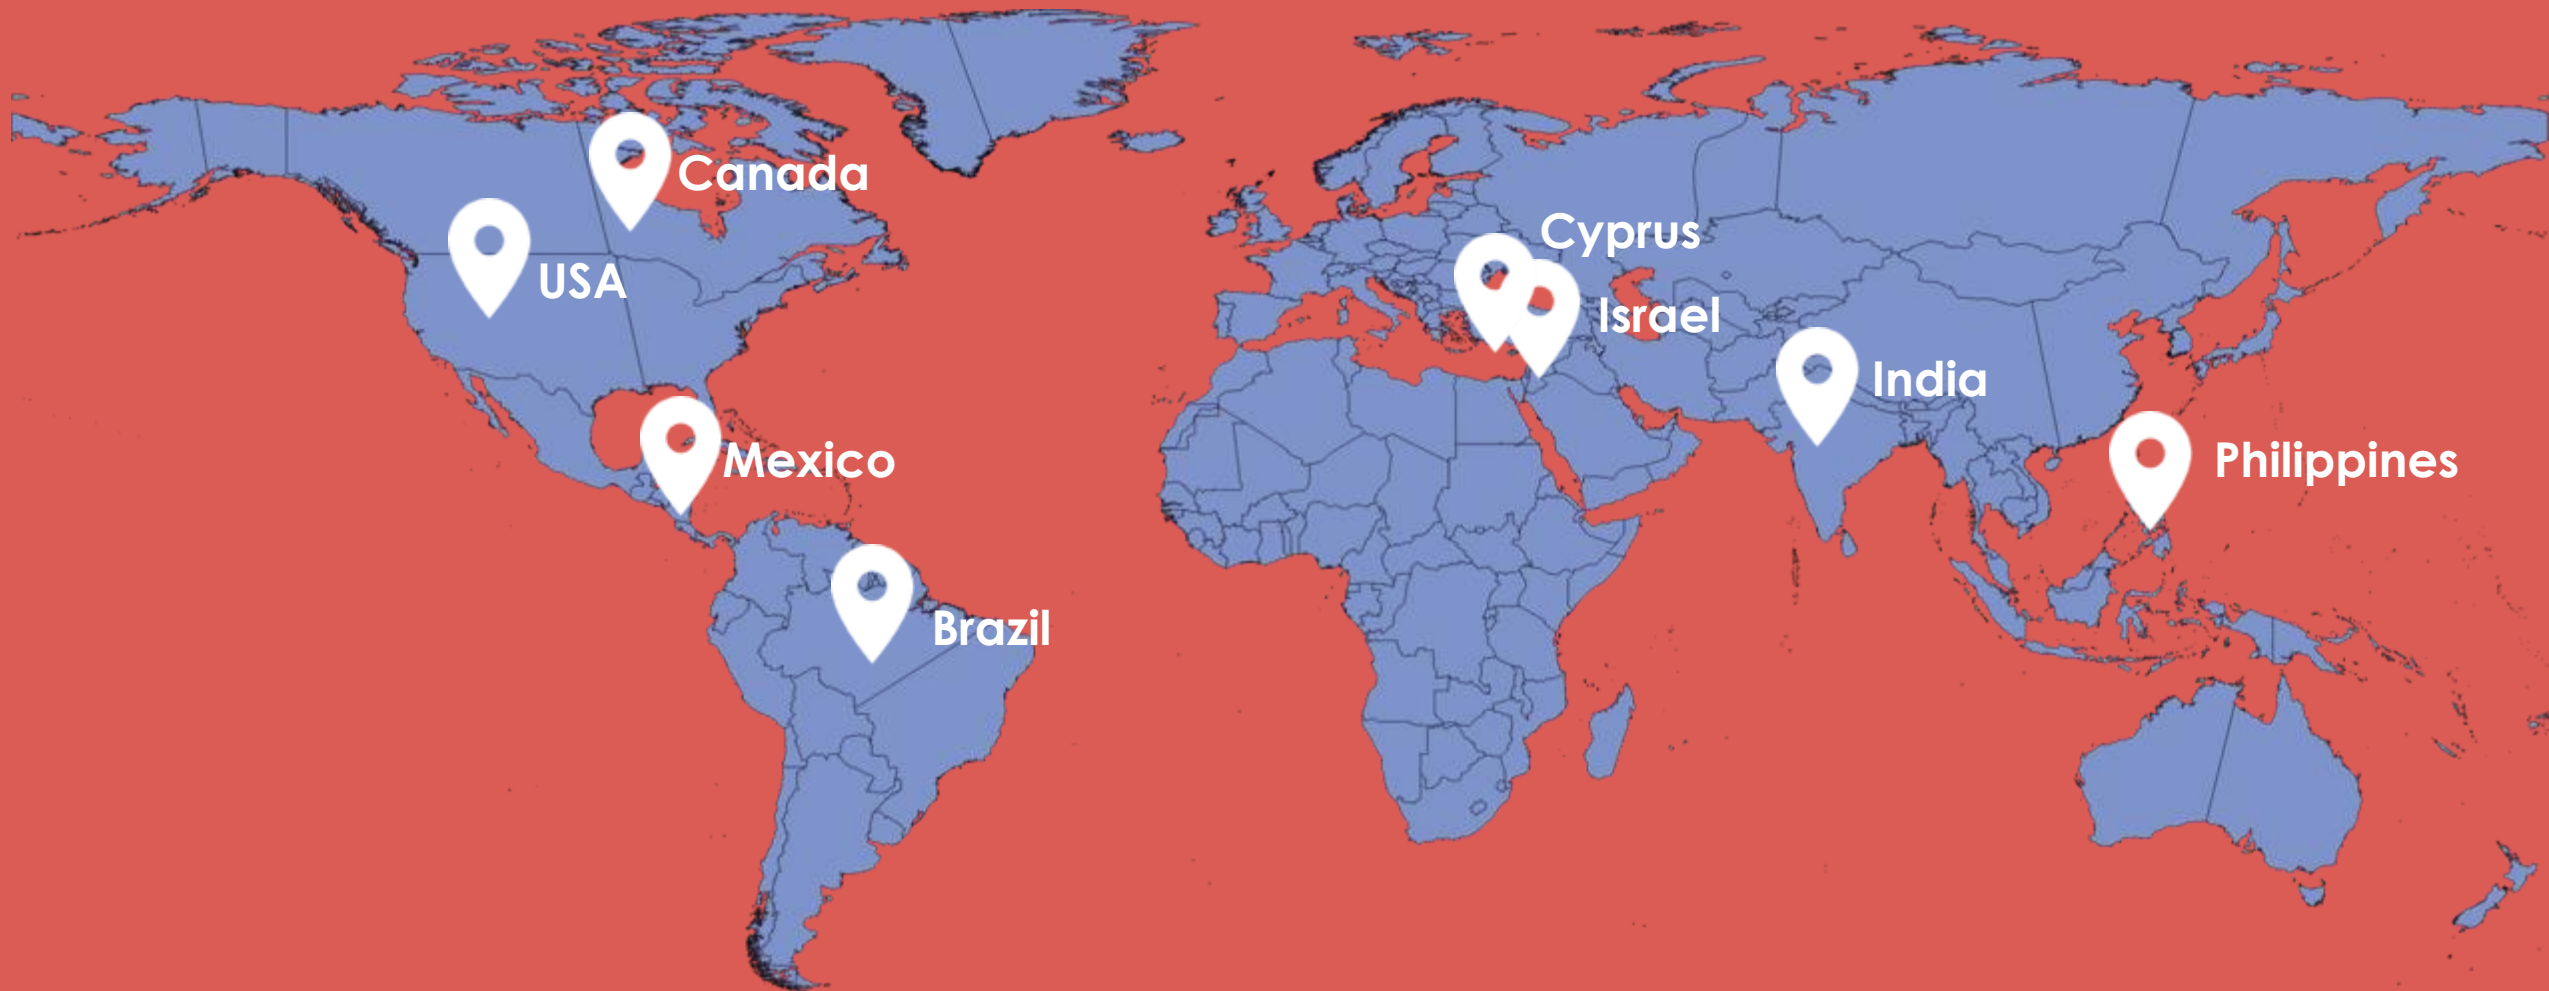 Canada
USA
Cyprus
Israel
India
Mexico
Philippines
Brazil